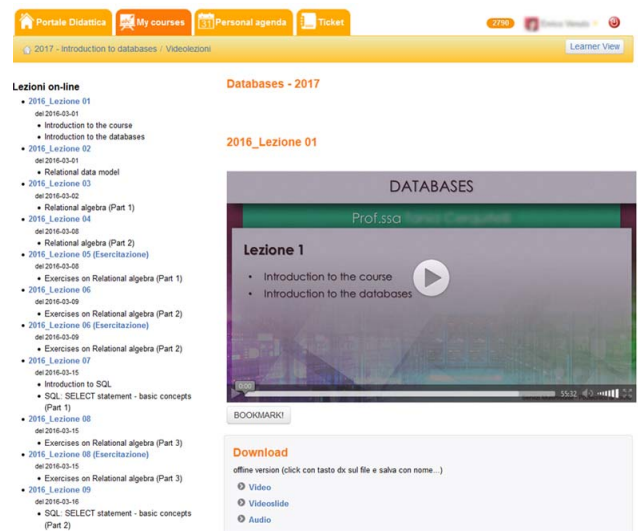 Portale Didattica
My courses
31 Personal agenda
Ticket
2790
2017 - Introduction to databases / Videolezioni
Learner View
Lezioni on-line
2016_Lezione 01
del 2016-03-01
Introduction to the course
Introduction to the databases
2016_Lezione 02
del 2016-03-01
Relational data model
2016_Lezione 03
del 2016-03-02
Relational algebra (Part 1)
2016_Lezione 04
del 2016-03-08
Relational algebra (Part 2)
2016_Lezione 05 (Esercitazione)
del 2016-03-08
Exercises on Relational algebra (Part 1)
2016_Lezione 06
del 2016-03-09
Exercises on Relational algebra (Part 2)
2016_Lezione 06 (Esercitazione)
del 2016-03-09
Exercises on Relational algebra (Part 2)
2016_Lezione 07
del 2016-03-15
Introduction to SQL
SQL: SELECT statement - basic concepts
(Part 1)
2016_Lezione 08
del 2016-03-15
Exercises on Relational algebra (Part 3)
2016_Lezione 08 (Esercitazione)
del 2016-03-15
Exercises on Relational algebra (Part 3)
2016_Lezione 09
del 2016-03-16
SQL: SELECT statement - basic concepts
(Part 2)
Databases - 2017
2016_Lezione 01
DATABASES
Prof.ssa
Lezione 1
Introduction to the course
Introduction to the databases
0:00
55:32
BOOKMARK!
Download
offline version (click con tasto dx sul file e salva con nome...)
Video
Videoslide
Audio